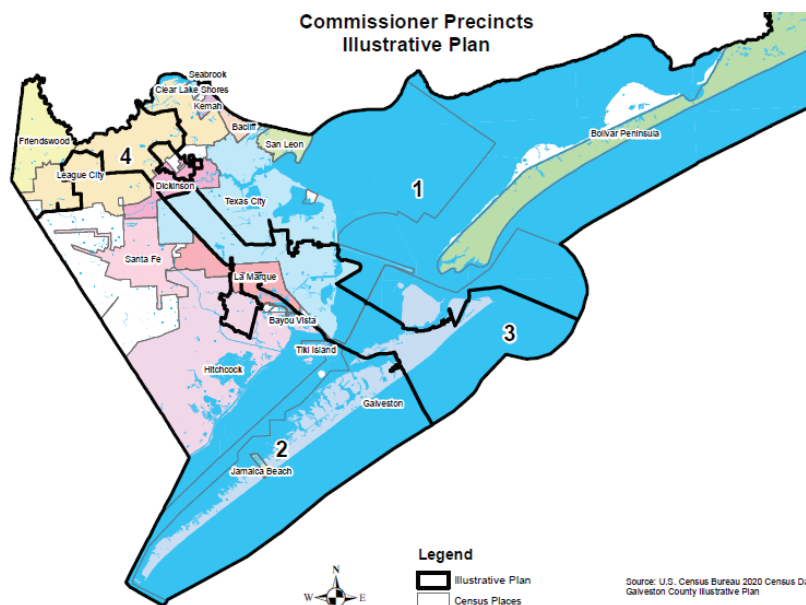 Commissioner Precincts
Illustrative Plan
Seabrook
Clear Lake Shores
Kemah
Bacliff
Friendswood
San Leon
Bolivar Peninsula
4
League City
Dickinson
1
Texas City
Santa Fe
La Marque
Bayou Vista
3
Tiki Island
Hitchcock
Galveston
2
Jamaica Beach
N
W E
Legend
Illustrative Plan
Census Places
Source: U.S. Census Bureau 2020 Census Da
Galveston County Illustrative Plan